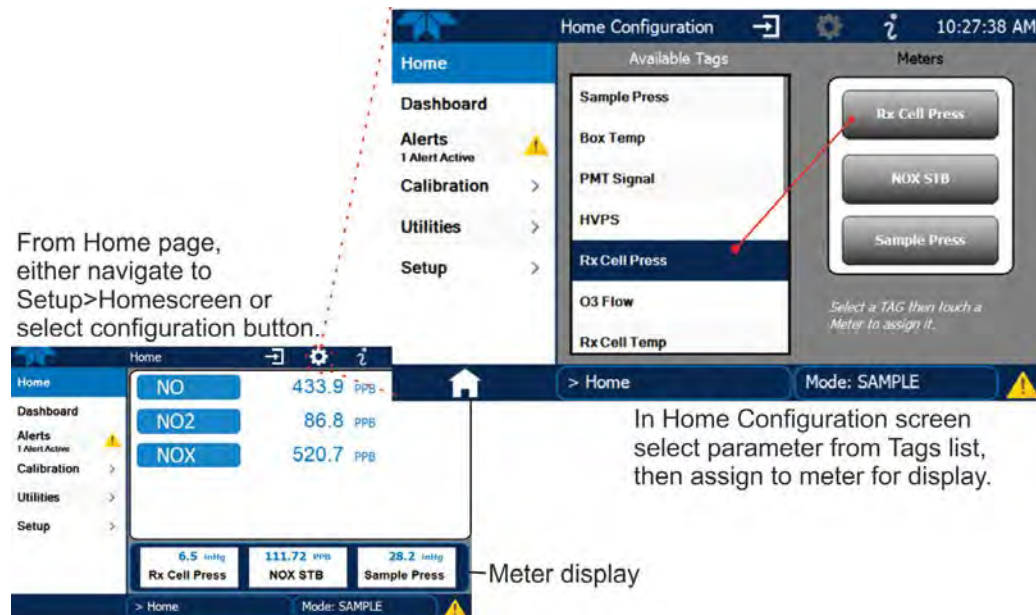 Home Configuration
10:27:38 AM
Home
Dashboard
Alerts
1 Alert Active
Calibration >
Utilities >
Setup >
Available Tags
Sample Press
Box Temp
PMT Signal
HVPS
Rx Cell Press
O3 Flow
Rx Cell Temp
Meters
Rx Cell Press
NOX STB
Sample Press
Select a TAG then touch a
Meter to assign it.
> Home
Mode: SAMPLE
From Home page,
either navigate to
Setup>Homescreen or
select configuration button.
Home
Home
Dashboard
Alerts
1 Alert Active
Calibration >
Utilities >
Setup >
NO 433.9 PPB
NO2 86.8 PPB
NOX 520.7 PPB
6.5 InHg
Rx Cell Press
111.72 PPB
NOX STB
28.2 InHg
Sample Press
> Home
Mode: SAMPLE
Meter display
In Home Configuration screen
select parameter from Tags list,
then assign to meter for display.